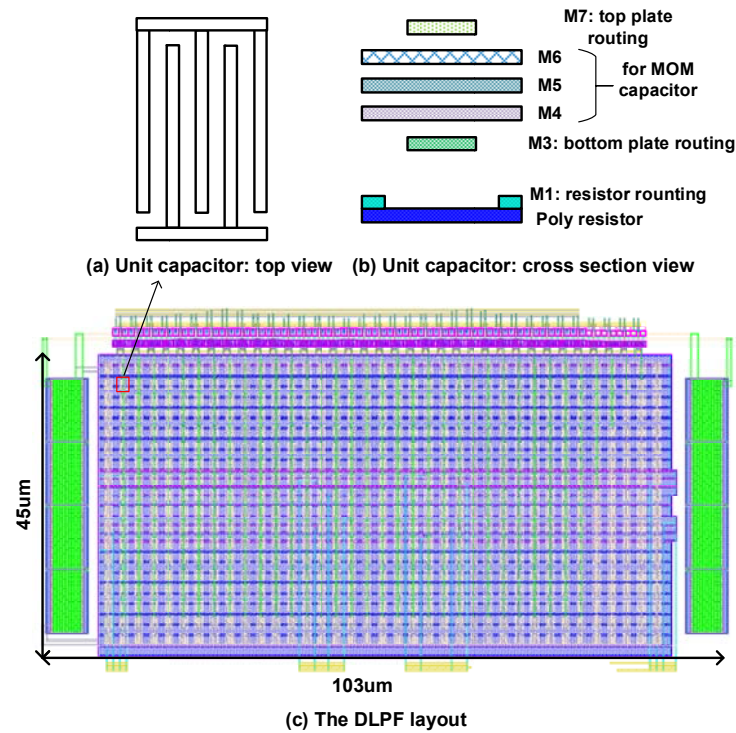 M7: top plate
routing
M6
M5
M4
for MOM
capacitor
M3: bottom plate routing
M1: resistor rounting
Poly resistor
(a) Unit capacitor: top view
(b) Unit capacitor: cross section view
45um
103um
(c) The DLPF layout